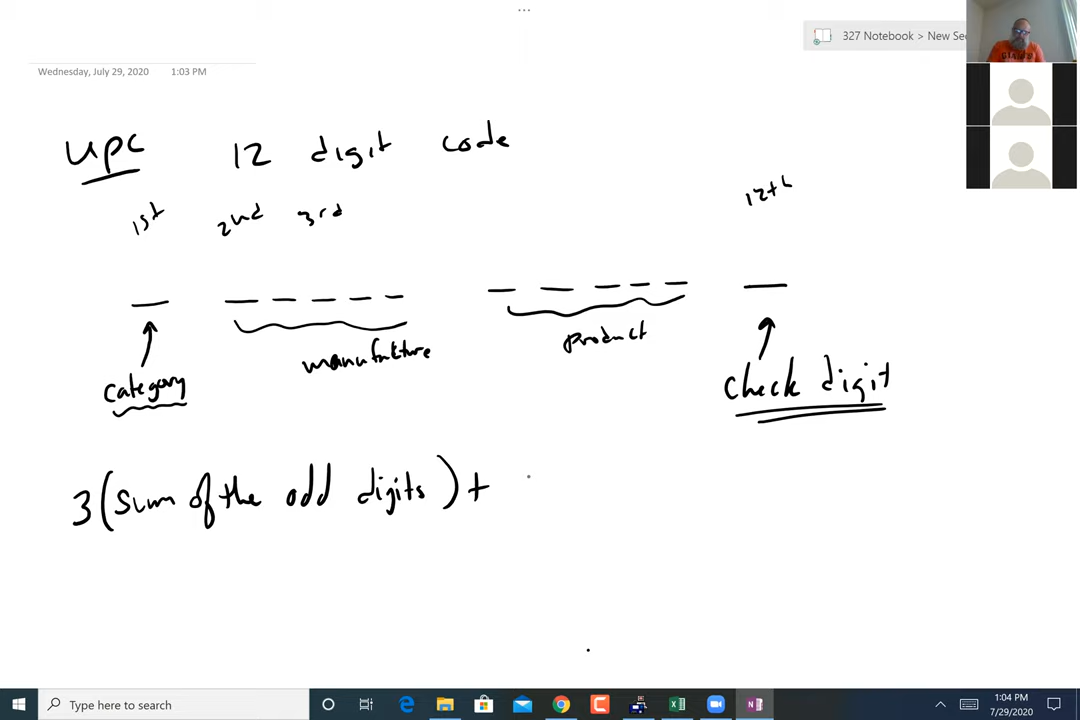 327 Notebook > New Sec
Wednesday, July 29, 2020 1:03 PM
UPC 12 digit code
1st 2nd 3rd 12th
manufakture product
category check digit
3(Sum of the odd digits) +
Type here to search
1:04 PM
7/29/2020